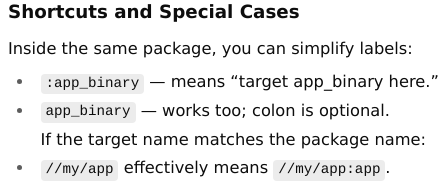 Shortcuts and Special Cases
Inside the same package, you can simplify labels:
• :app_binary — means “target app_binary here.”
• app_binary — works too; colon is optional.
If the target name matches the package name:
• //my/app effectively means //my/app:app.